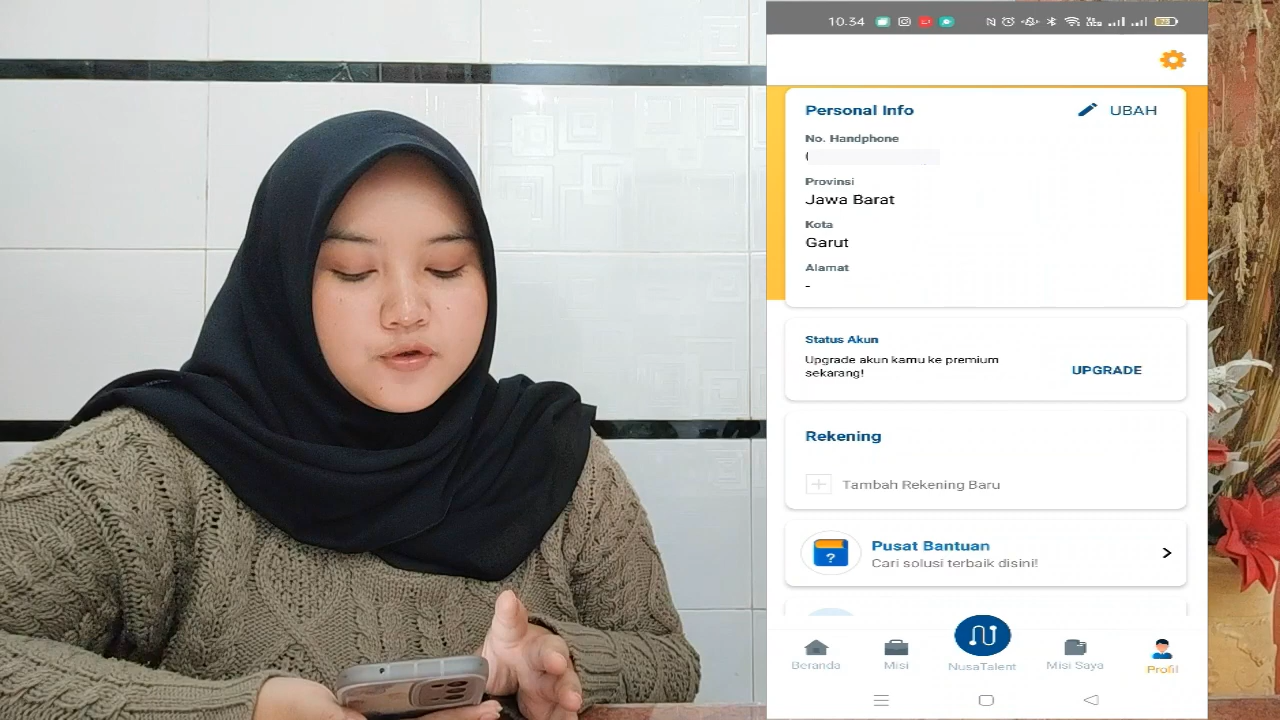 10.34
Personal Info
UBAH
No. Handphone
Provinsi
Jawa Barat
Kota
Garut
Alamat
-
Status Akun
Upgrade akun kamu ke premium
sekarang!
UPGRADE
Rekening
Tambah Rekening Baru
?
Pusat Bantuan
Cari solusi terbaik disini!
Beranda
Misi
NusaTalent
Misi Saya
Profil